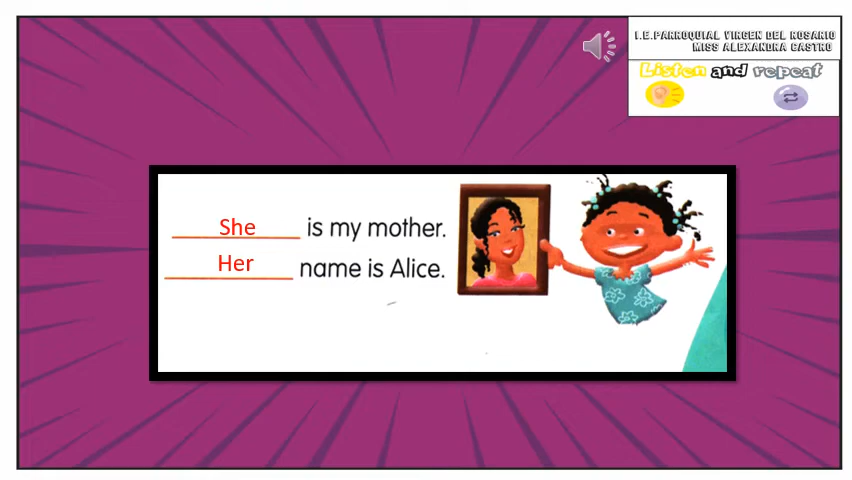 I.E.PARROQUIAL VIRGEN DEL ROSARIO
MISS ALEXANDRA CASTRO
Listen and repeat
She is my mother.
Her name is Alice.